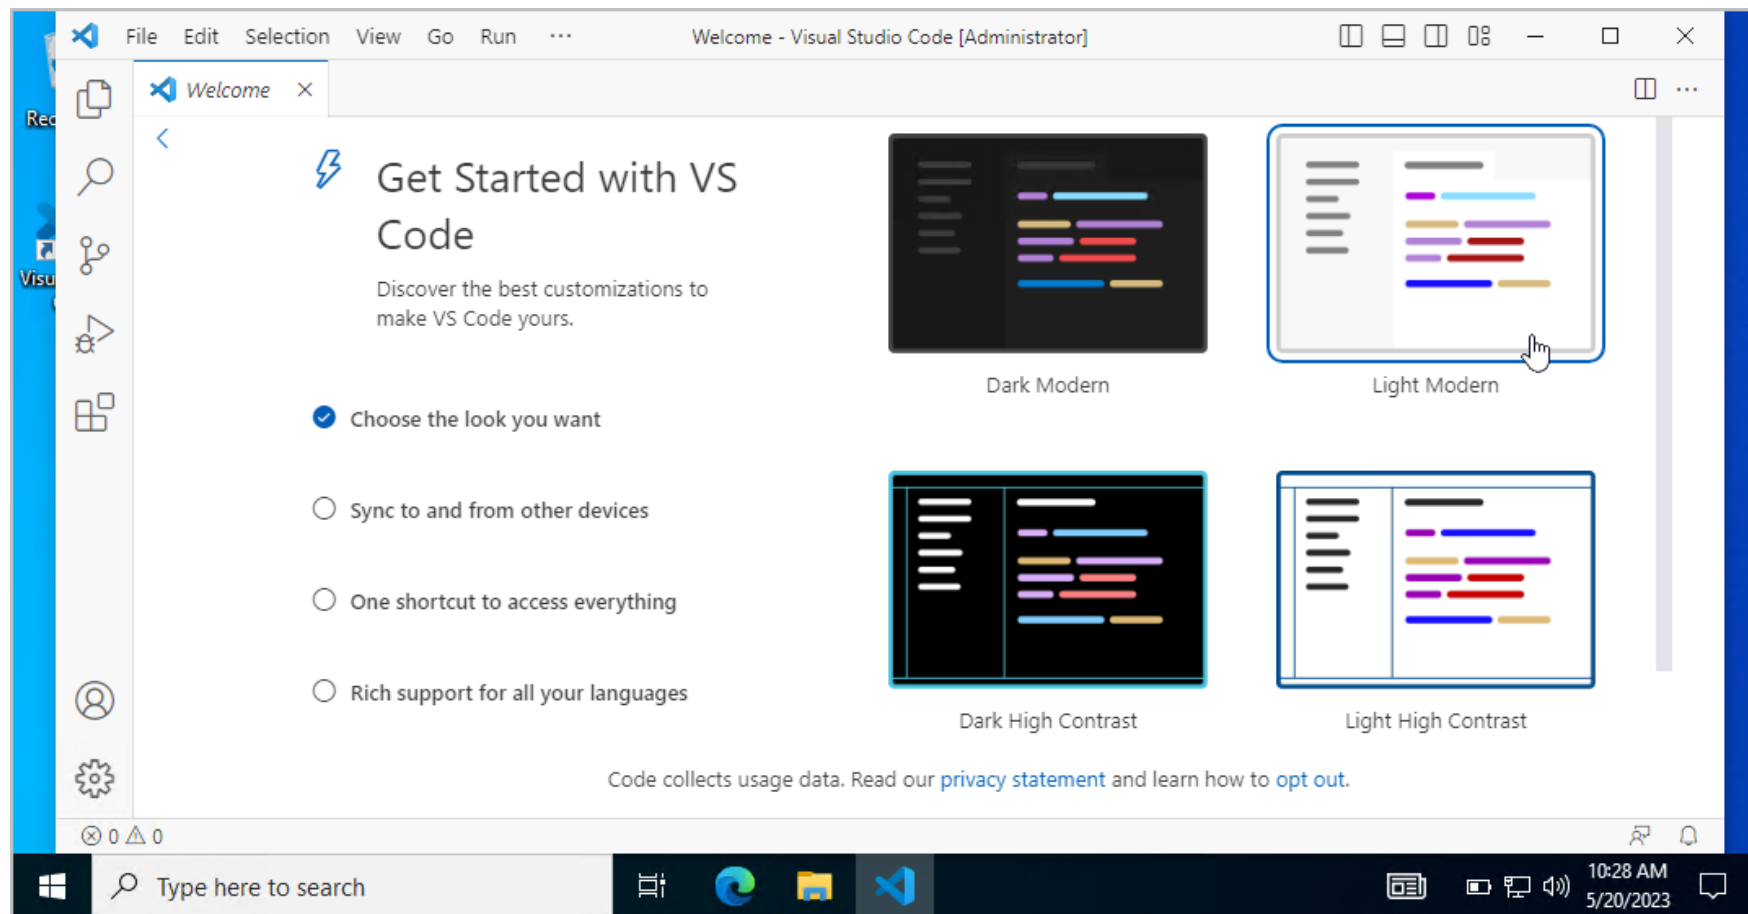 File Edit Selection View Go Run ··· Welcome - Visual Studio Code [Administrator]
Welcome
Get Started with VS
Code
Discover the best customizations to
make VS Code yours.
Choose the look you want
Sync to and from other devices
One shortcut to access everything
Rich support for all your languages
Dark Modern
Light Modern
Dark High Contrast
Light High Contrast
Code collects usage data. Read our privacy statement and learn how to opt out.
0 0
Rec
Visu
Type here to search
10:28 AM
5/20/2023